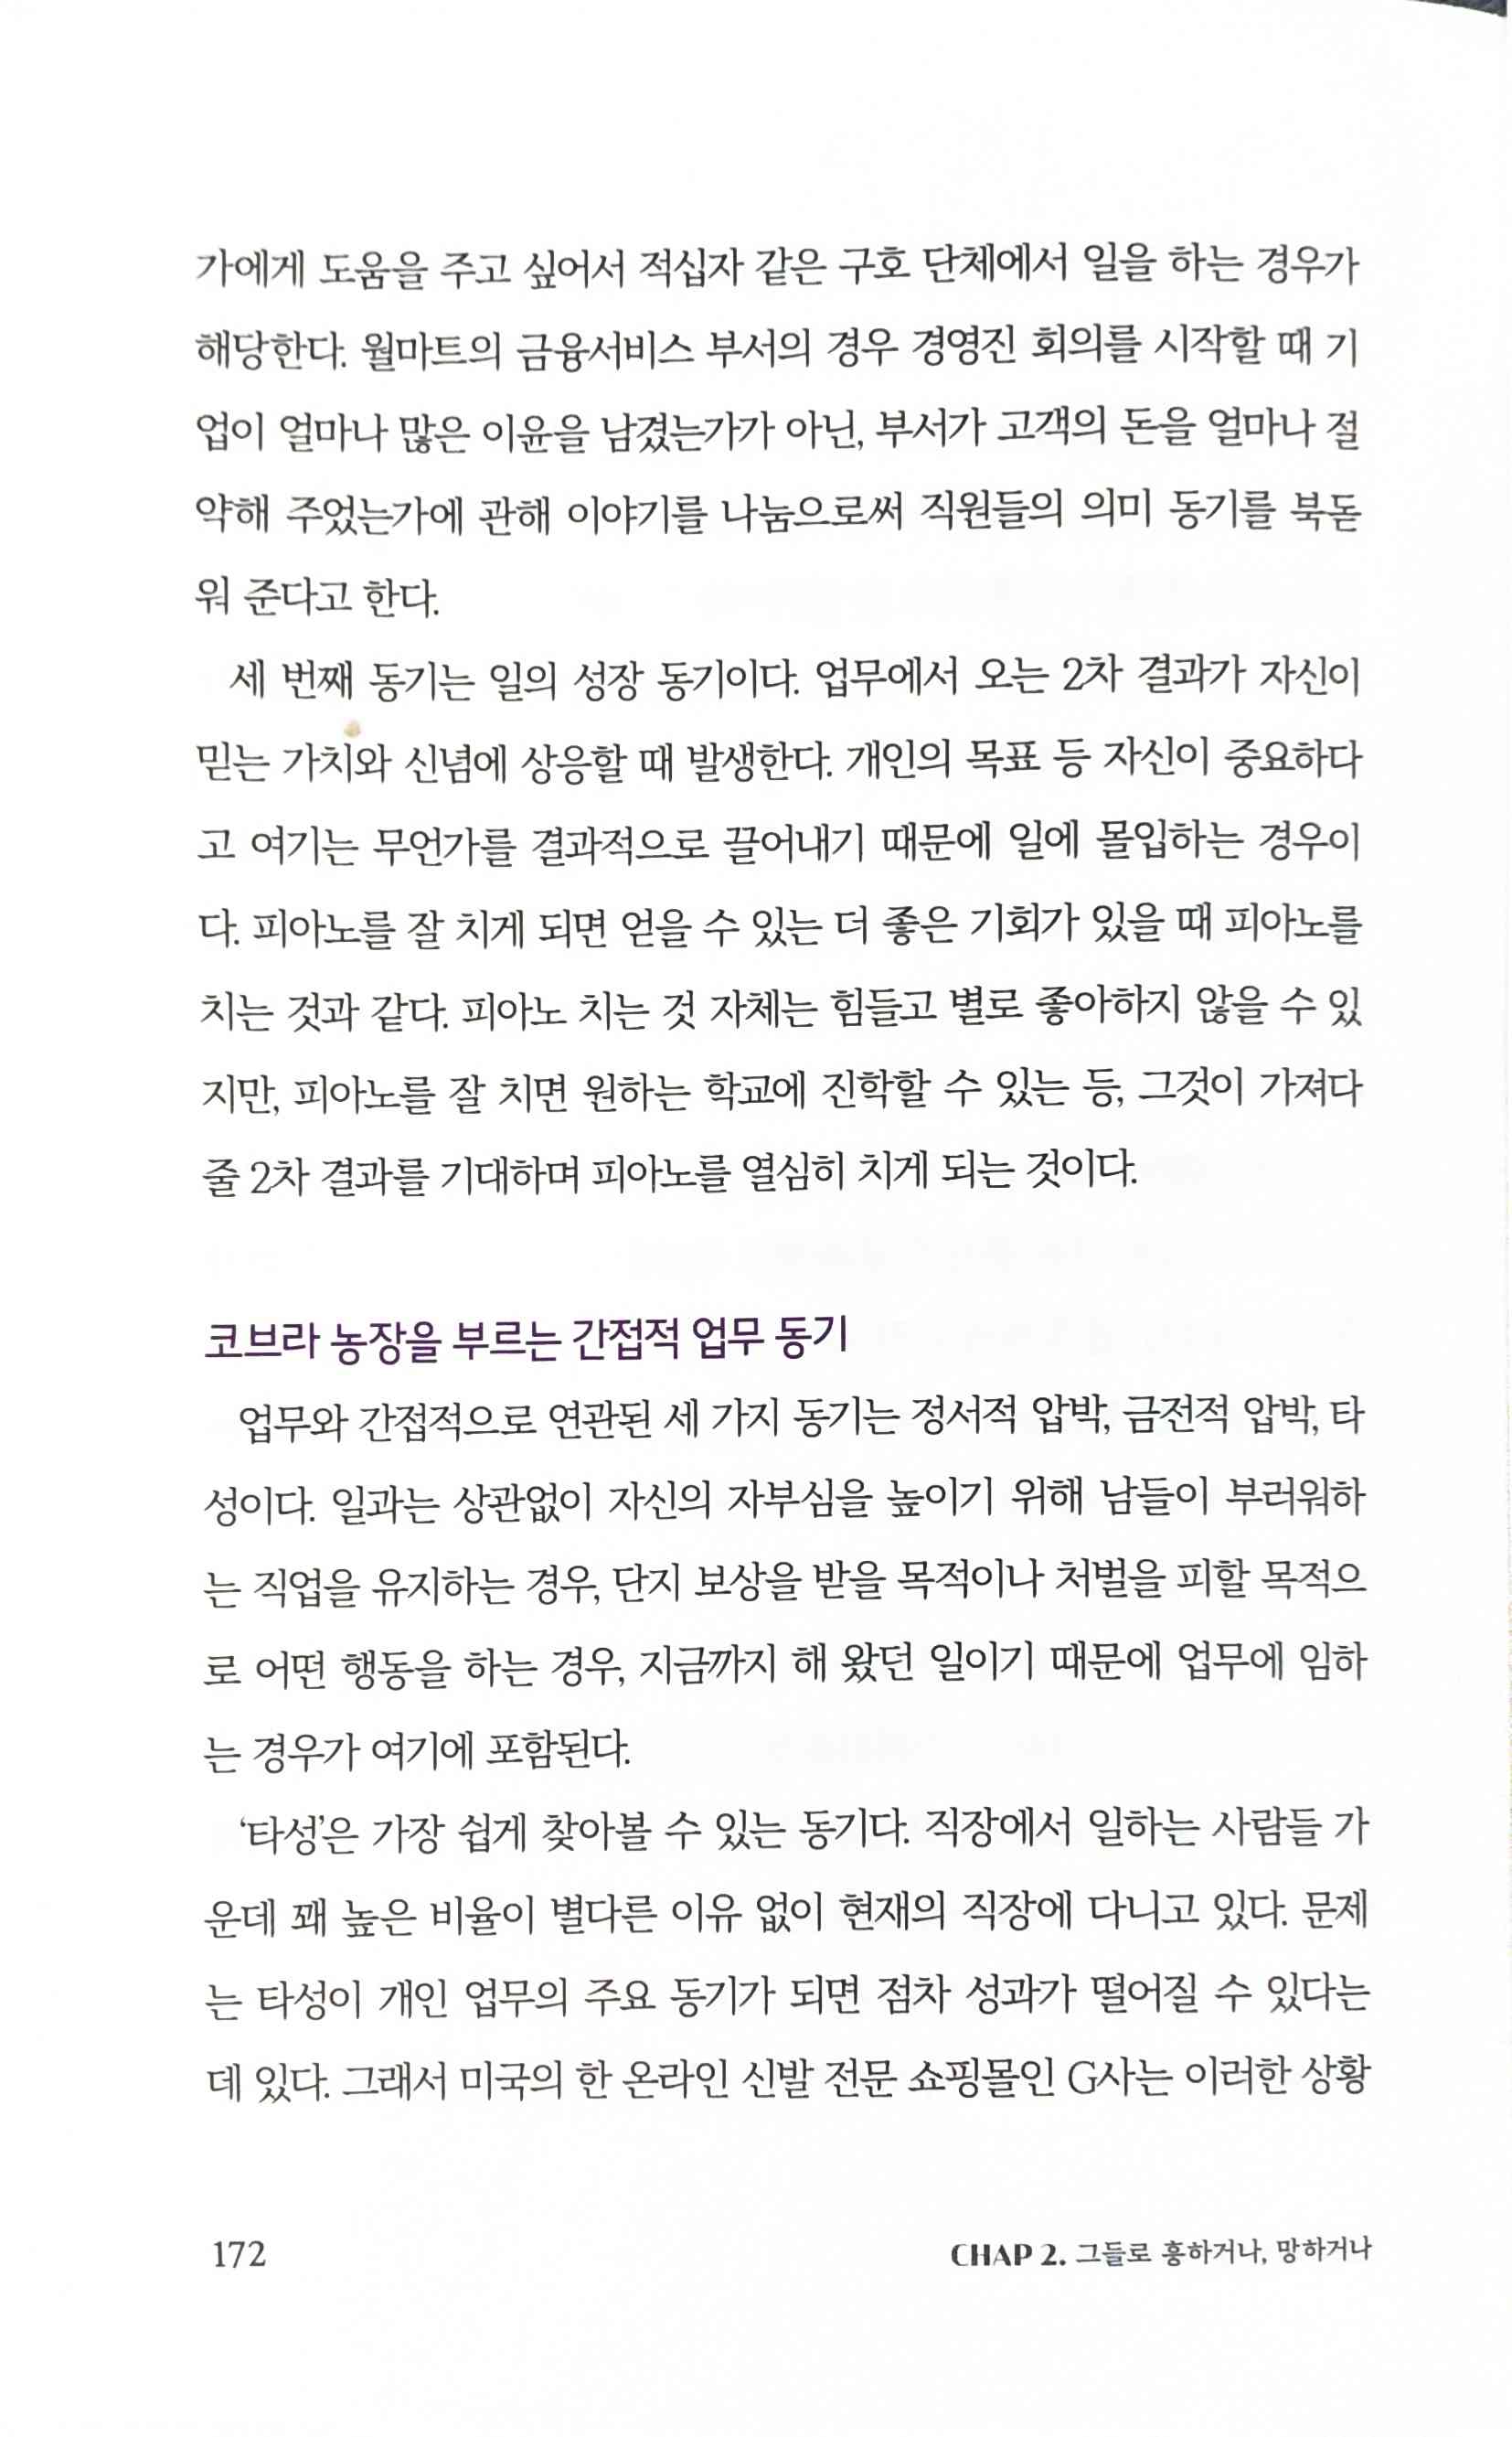 가에게 도움을 주고 싶어서 적십자 같은 구호 단체에서 일을 하는 경우가
해당한다. 월마트의 금융서비스 부서의 경우 경영진 회의를 시작할 때 기
업이 얼마나 많은 이윤을 남겼는가가 아닌, 부서가 고객의 돈을 얼마나 절
약해 주었는가에 관해 이야기를 나눔으로써 직원들의 의미 동기를 북돋
워 준다고 한다.
세 번째 동기는 일의 성장 동기이다. 업무에서 오는 2차 결과가 자신이
믿는 가치와 신념에 상응할 때 발생한다. 개인의 목표 등 자신이 중요하다
고 여기는 무언가를 결과적으로 끌어내기 때문에 일에 몰입하는 경우이
다. 피아노를 잘 치게 되면 얻을 수 있는 더 좋은 기회가 있을 때 피아노를
치는 것과 같다. 피아노 치는 것 자체는 힘들고 별로 좋아하지 않을 수 있
지만, 피아노를 잘 치면 원하는 학교에 진학할 수 있는 등, 그것이 가져다
줄 2차 결과를 기대하며 피아노를 열심히 치게 되는 것이다.
코브라 농장을 부르는 간접적 업무 동기
업무와 간접적으로 연관된 세 가지 동기는 정서적 압박, 금전적 압박, 타
성이다. 일과는 상관없이 자신의 자부심을 높이기 위해 남들이 부러워하
는 직업을 유지하는 경우, 단지 보상을 받을 목적이나 처벌을 피할 목적으
로 어떤 행동을 하는 경우, 지금까지 해 왔던 일이기 때문에 업무에 임하
는 경우가 여기에 포함된다.
‘타성’은 가장 쉽게 찾아볼 수 있는 동기다. 직장에서 일하는 사람들 가
운데 꽤 높은 비율이 별다른 이유 없이 현재의 직장에 다니고 있다. 문제
는 타성이 개인 업무의 주요 동기가 되면 점차 성과가 떨어질 수 있다는
데 있다. 그래서 미국의 한 온라인 신발 전문 쇼핑몰인 G사는 이러한 상황
172
CHAP 2. 그들로 흥하거나, 망하거나